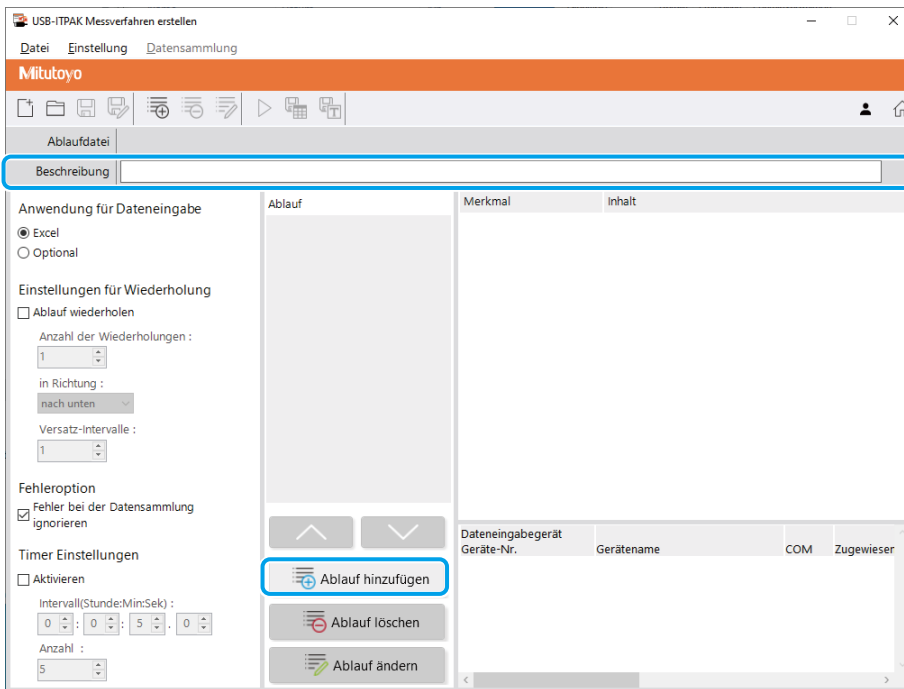 USB-ITPAK Messverfahren erstellen
Datei Einstellung Datensammlung
Mitutoyo
Ablaufdatei
Beschreibung
Anwendung für Dateneingabe
Excel
Optional
Einstellungen für Wiederholung
Ablauf wiederholen
Anzahl der Wiederholungen :
1
in Richtung :
nach unten
Versatz-Intervalle :
1
Fehleroption
Fehler bei der Datensammlung
ignorieren
Timer Einstellungen
Aktivieren
Intervall(Stunde:Min:Sek) :
0 : 0 : 5 . 0
Anzahl :
5
Ablauf
Ablauf hinzufügen
Ablauf löschen
Ablauf ändern
Merkmal Inhalt
Dateneingabegerät
Geräte-Nr. Gerätename COM Zugewieser